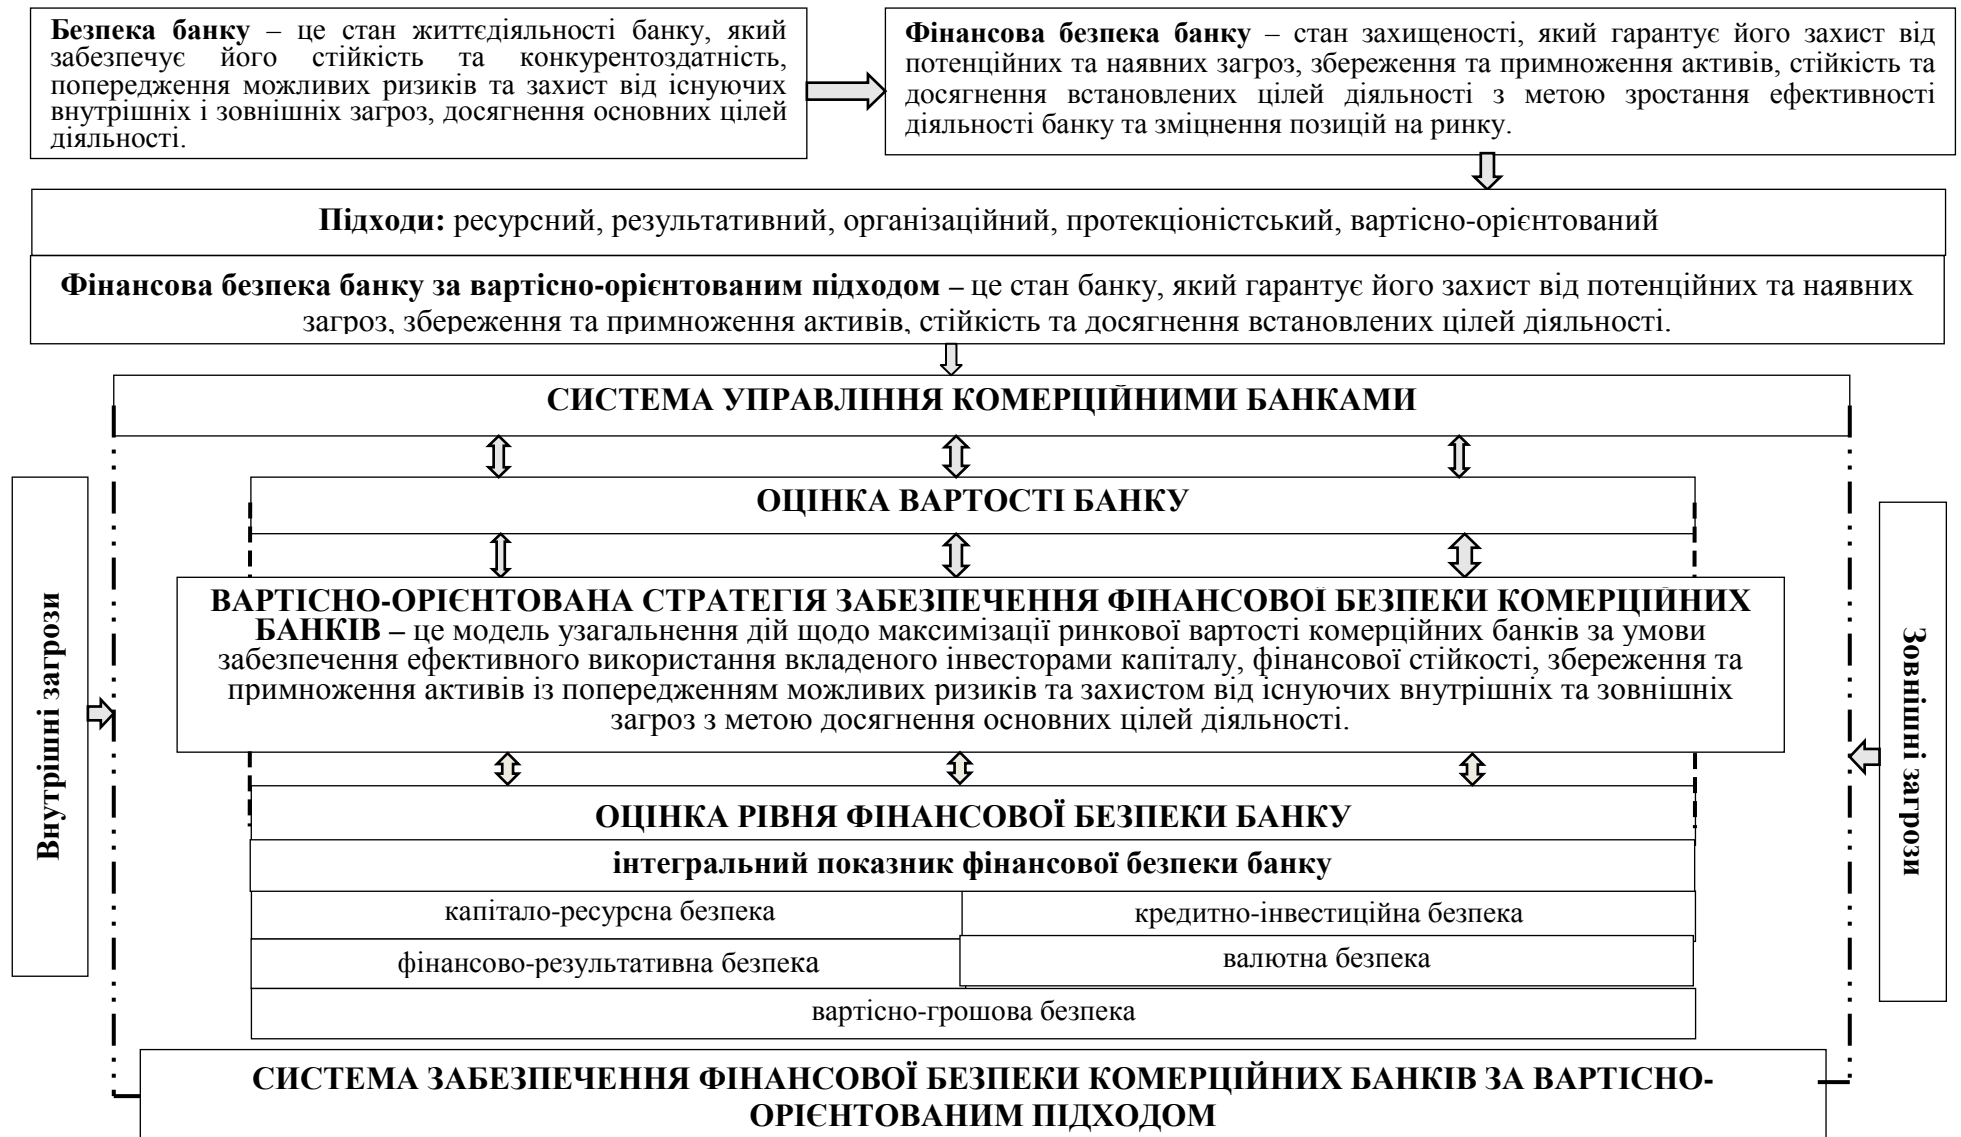 Безпека банку – це стан життєдіяльності банку, який
забезпечує його стійкість та конкурентоздатність,
попередження можливих ризиків та захист від існуючих
внутрішніх і зовнішніх загроз, досягнення основних цілей
діяльності.
Фінансова безпека банку – стан захищеності, який гарантує його захист від
потенційних та наявних загроз, збереження та примноження активів, стійкість та
досягнення встановлених цілей діяльності з метою зростання ефективності
діяльності банку та зміцнення позицій на ринку.
Підходи: ресурсний, результативний, організаційний, протекціоністський, вартісно-орієнтований
Фінансова безпека банку за вартісно-орієнтованим підходом – це стан банку, який гарантує його захист від потенційних та наявних
загроз, збереження та примноження активів, стійкість та досягнення встановлених цілей діяльності.
СИСТЕМА УПРАВЛІННЯ КОМЕРЦІЙНИМИ БАНКАМИ
ОЦІНКА ВАРТОСТІ БАНКУ
Внутрішні загрози
ВАРТІСНО-ОРІЄНТОВАНА СТРАТЕГІЯ ЗАБЕЗПЕЧЕННЯ ФІНАНСОВОЇ БЕЗПЕКИ КОМЕРЦІЙНИХ
БАНКІВ – це модель узагальнення дій щодо максимізації ринкової вартості комерційних банків за умови
забезпечення ефективного використання вкладеного інвесторами капіталу, фінансової стійкості, збереження та
примноження активів із попередженням можливих ризиків та захистом від існуючих внутрішніх та зовнішніх
загроз з метою досягнення основних цілей діяльності.
Зовнішні загрози
ОЦІНКА РІВНЯ ФІНАНСОВОЇ БЕЗПЕКИ БАНКУ
інтегральний показник фінансової безпеки банку
капітало-ресурсна безпека
кредитно-інвестиційна безпека
фінансово-результативна безпека
валютна безпека
вартісно-грошова безпека
СИСТЕМА ЗАБЕЗПЕЧЕННЯ ФІНАНСОВОЇ БЕЗПЕКИ КОМЕРЦІЙНИХ БАНКІВ ЗА ВАРТІСНО-
ОРІЄНТОВАНИМ ПІДХОДОМ